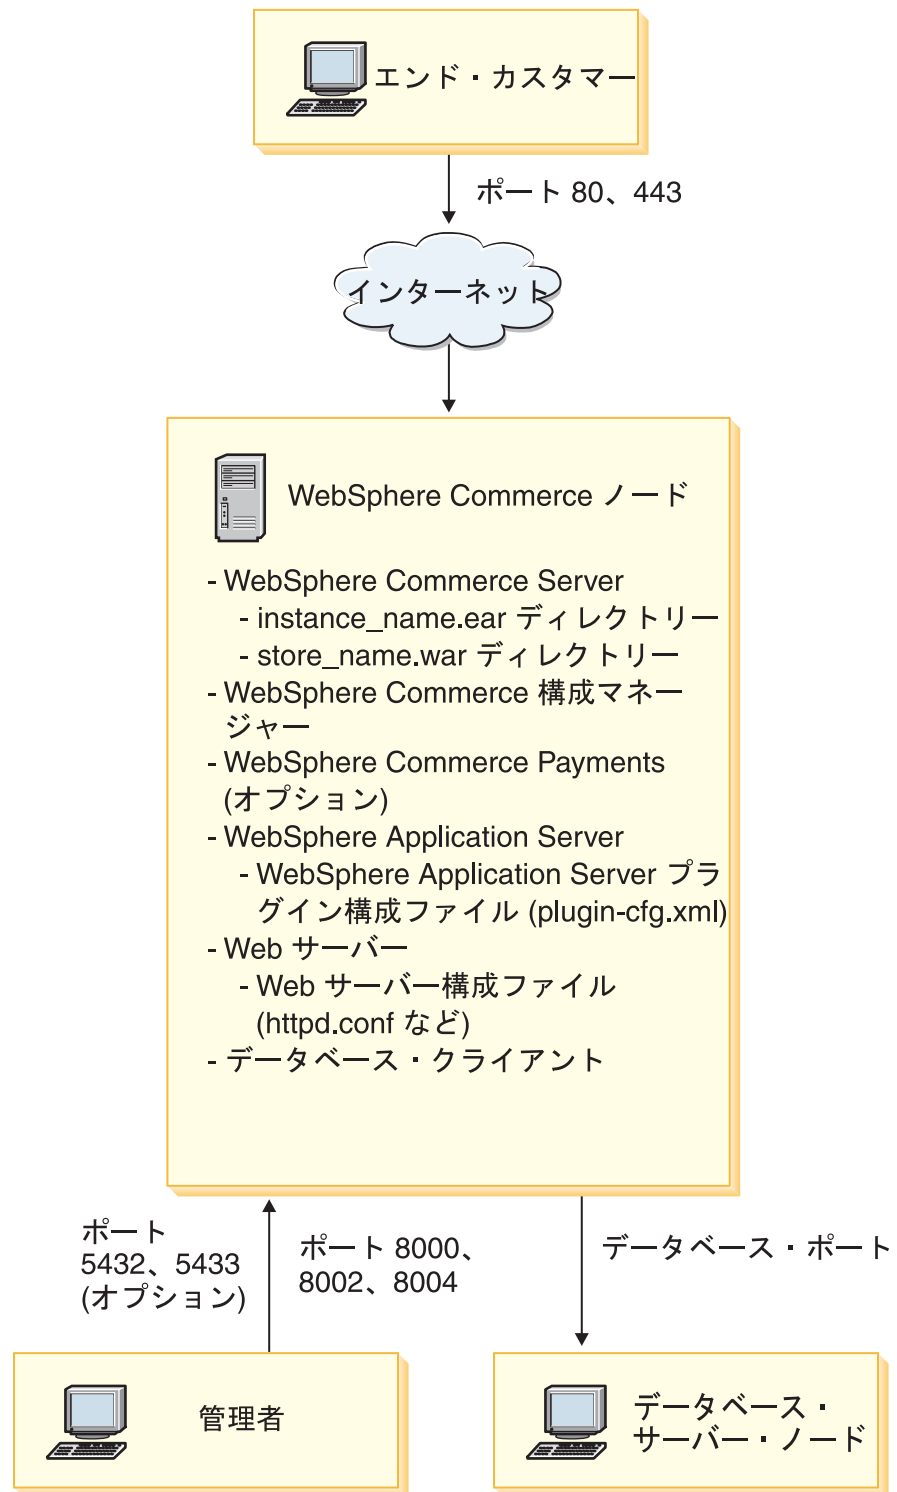 エンド・カスタマー
ポート 80、443
インターネット
WebSphere Commerce ノード
- WebSphere Commerce Server
- instance_name.ear ディレクトリー
- store_name.war ディレクトリー
- WebSphere Commerce 構成マネー
ジャー
- WebSphere Commerce Payments
(オプション)
- WebSphere Application Server
- WebSphere Application Server プラ
グイン構成ファイル (plugin-cfg.xml)
- Web サーバー
- Web サーバー構成ファイル
(httpd.conf など)
- データベース・クライアント
ポート
5432、5433
(オプション)
ポート 8000、
8002、8004
データベース・ポート
管理者
データベース・
サーバー・ノード